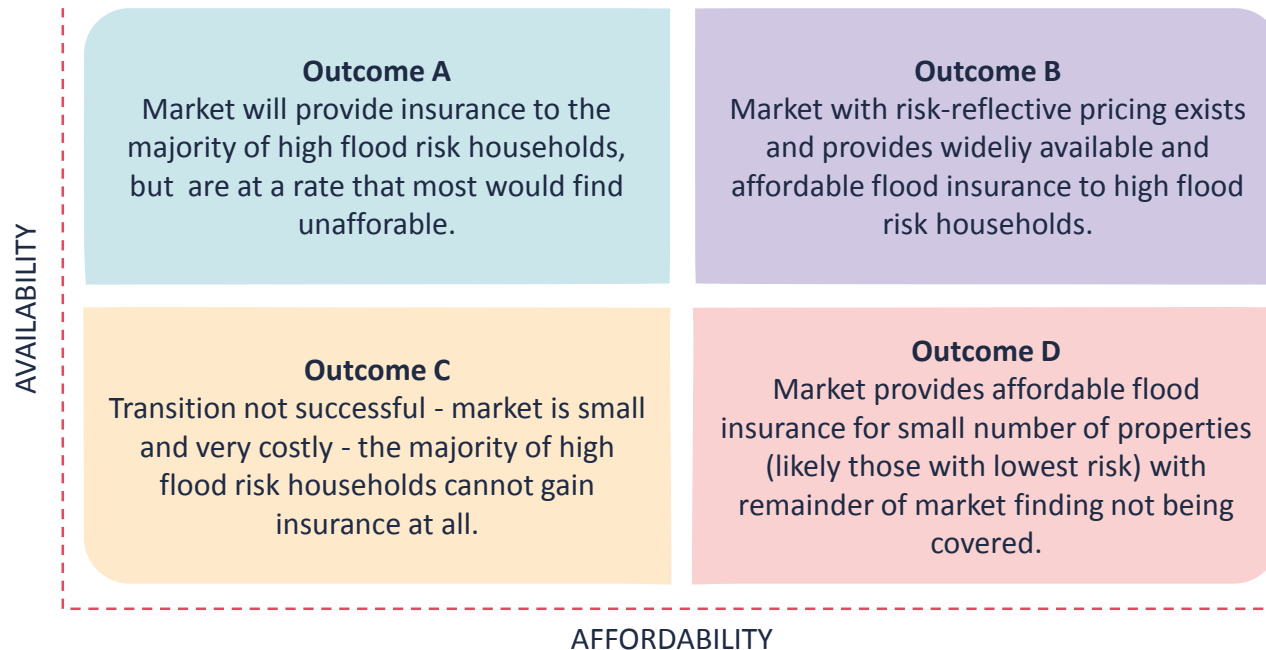 Outcome A
Market will provide insurance to the
majority of high flood risk households,
but  are at a rate that most would find
unafforable.
Outcome B
Market with risk-reflective pricing exists
and provides wideliy available and
affordable flood insurance to high flood
risk households.
AVAILABILITY
Outcome C
Transition not successful - market is small
and very costly - the majority of high
flood risk households cannot gain
insurance at all.
Outcome D
Market provides affordable flood
insurance for small number of properties
(likely those with lowest risk) with
remainder of market finding not being
covered.
AFFORDABILITY